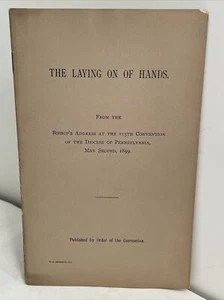 THE LAYING ON OF HANDS.
FROM THE
BISHOP'S ADDRESS AT THE 115TH CONVENTION
OF THE DIOCESE OF PENNSYLVANIA,
MAY SECOND, 1899
Published by Order of the Convention